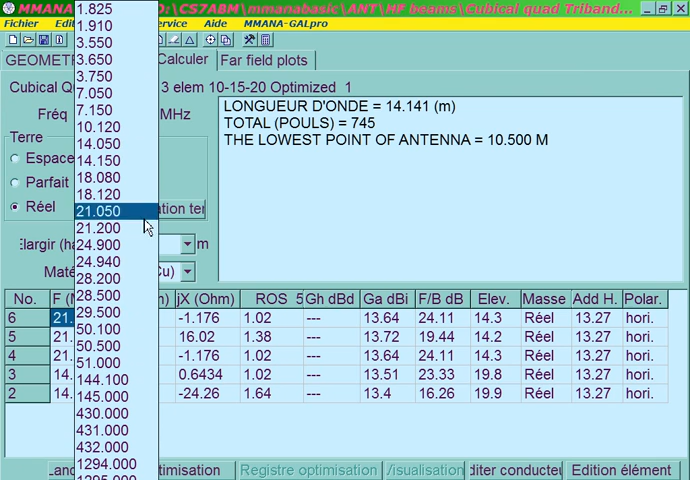 MMANA D:\CS7ABM\mmanabasic\ANT\HF beams\Cubical quad Triband...
Fichier Edit ervice Aide MMANA-GALpro
GEOMET Calculer Far field plots
Cubical Q 3 elem 10-15-20 Optimized 1
Fréq MHz
Terre
Espace
Parfait
Réel ation ter
Élargir (ha m
Maté Cu)
1.825
1.910
3.550
3.650
3.750
7.050
7.150
10.120
14.050
14.150
18.080
18.120
21.050
21.200
24.900
24.940
28.200
28.500
29.500
50.100
50.500
51.000
144.100
145.000
430.000
431.000
432.000
1294.000
1295.000
LONGUEUR D'ONDE = 14.141 (m)
TOTAL (POULS) = 745
THE LOWEST POINT OF ANTENNA = 10.500 M
No. F (M m) jX (Ohm) ROS 5 Gh dBd Ga dBi F/B dB Elev. Masse Add H. Polar.
6 21. -1.176 1.02 --- 13.64 24.11 14.3 Réel 13.27 hori.
5 21. 16.02 1.38 --- 13.72 19.44 14.2 Réel 13.27 hori.
4 21. -1.176 1.02 --- 13.64 24.11 14.3 Réel 13.27 hori.
3 14. 0.6434 1.02 --- 13.51 23.33 19.8 Réel 13.27 hori.
2 14. -24.26 1.64 --- 13.4 16.26 19.9 Réel 13.27 hori.
Lanc timisation Registre optimisation /isualisation diter conducteu Edition élément